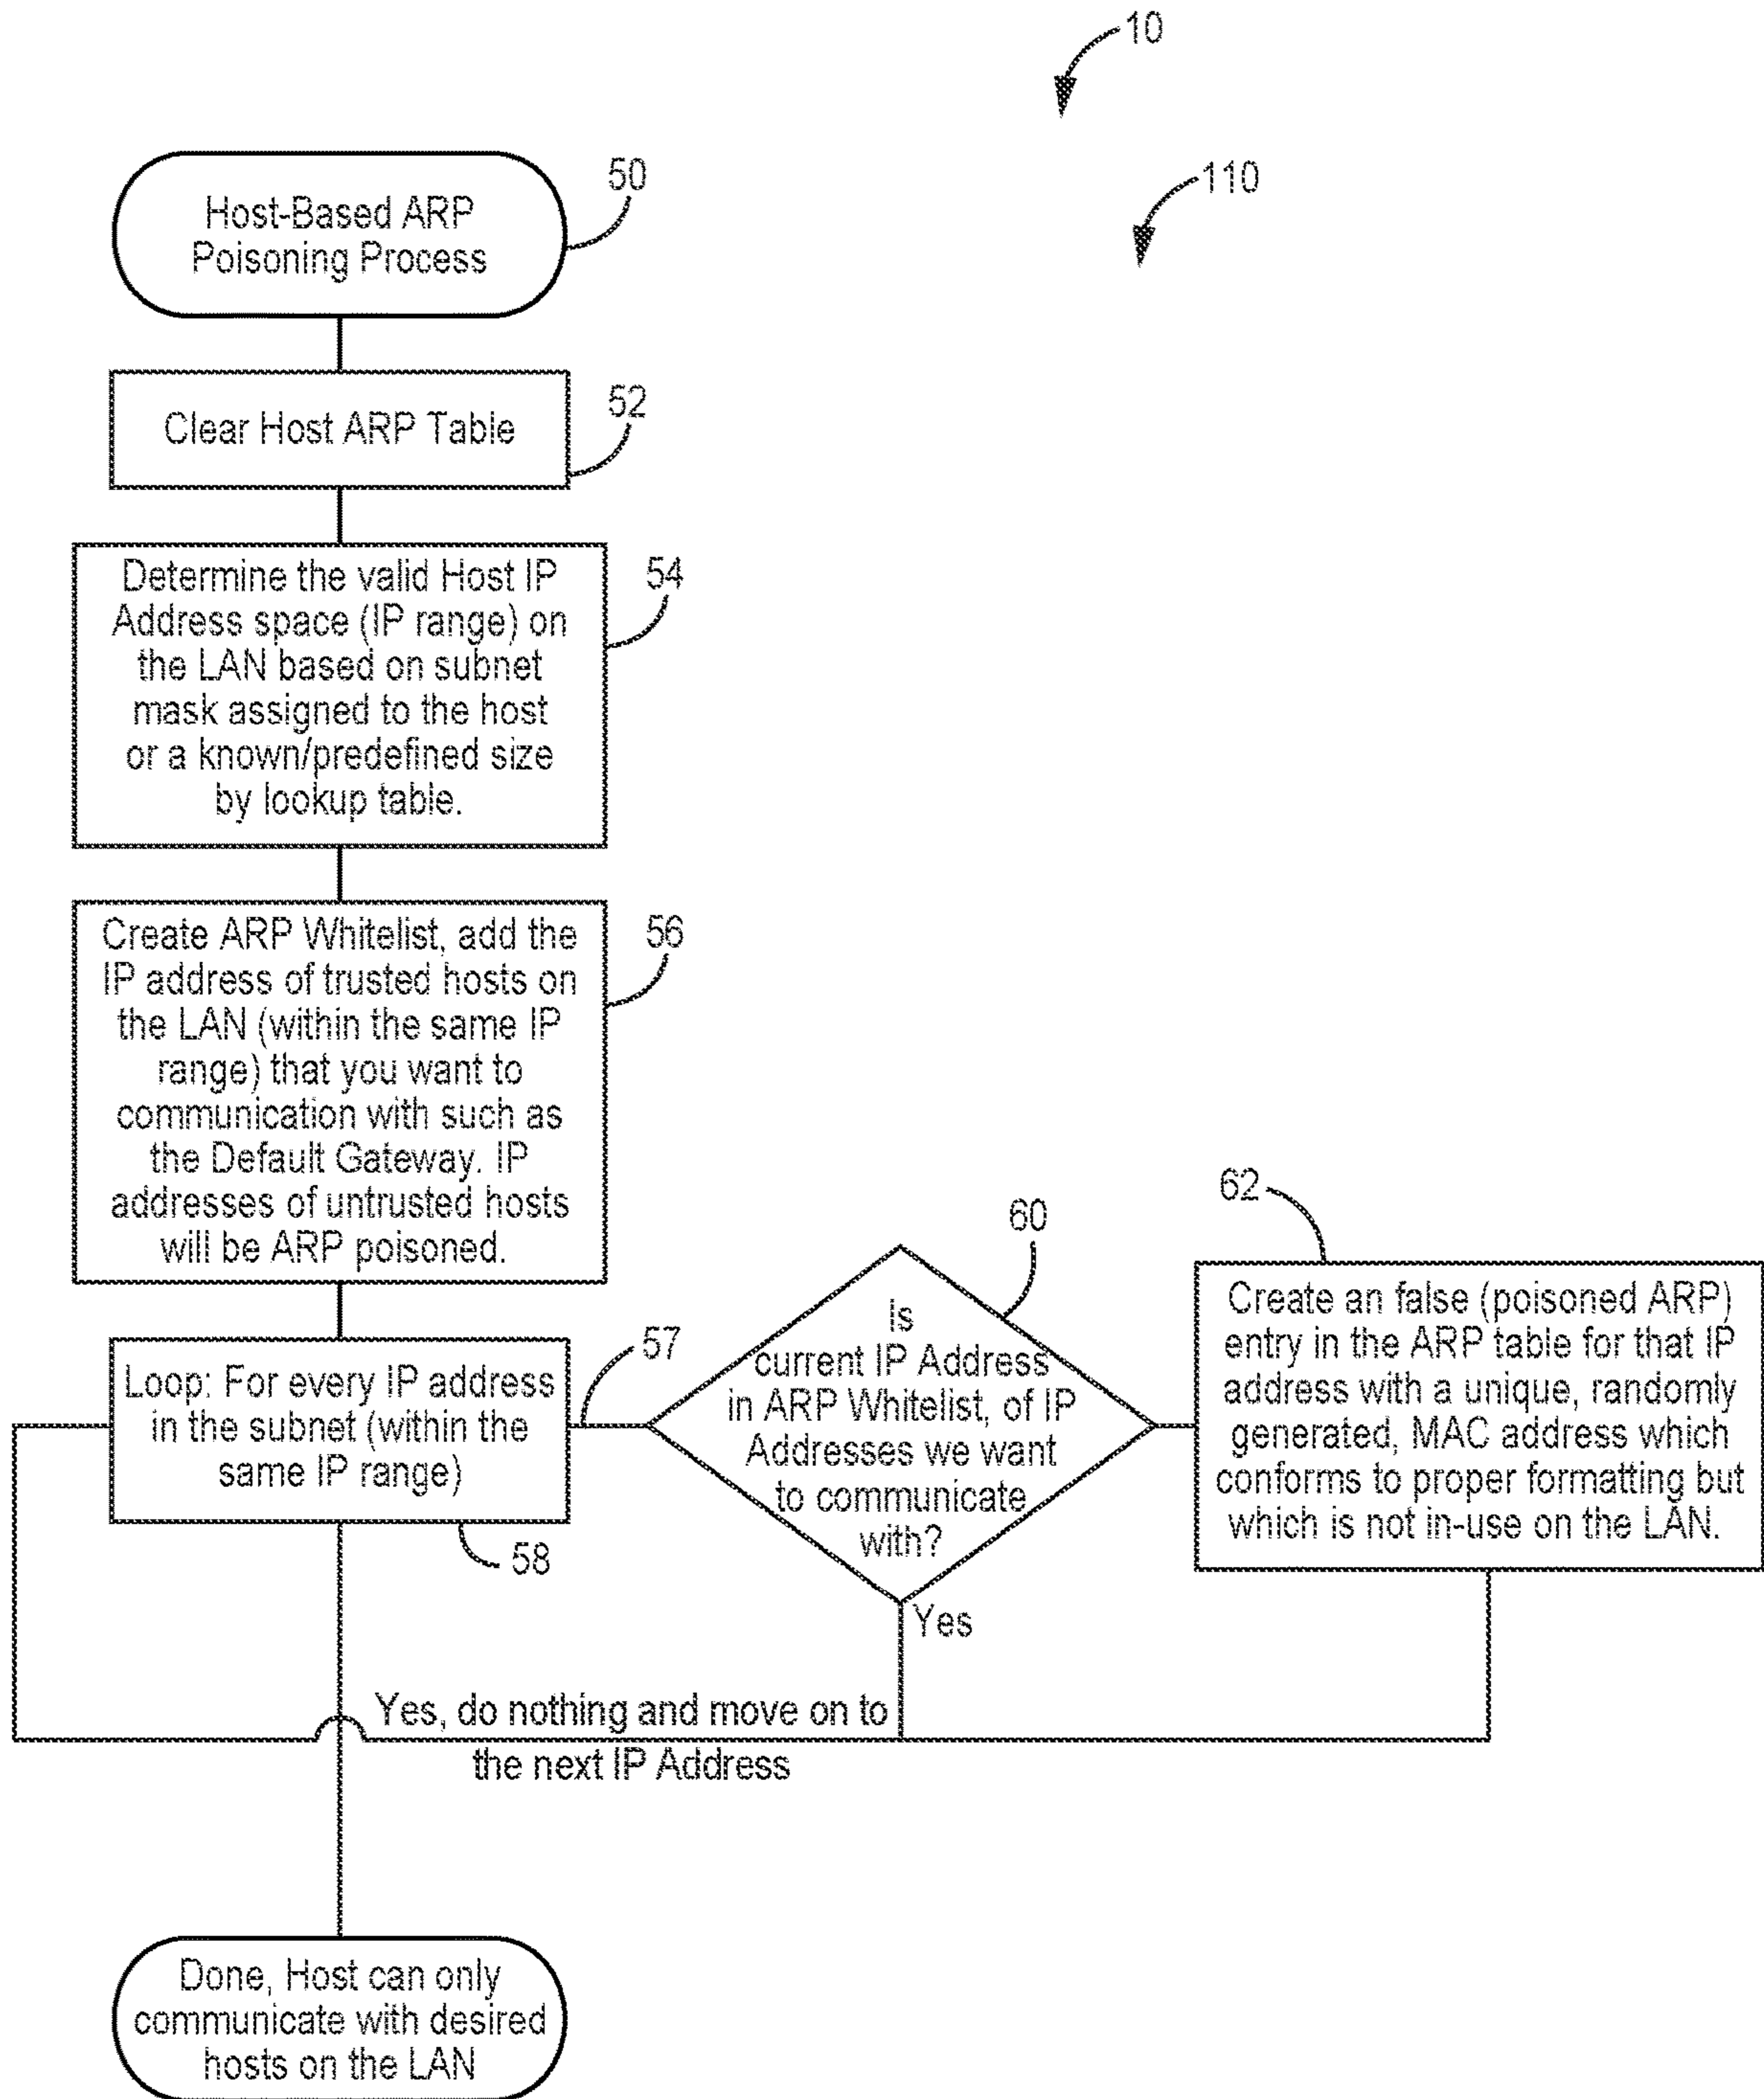 10
110
Host-Based ARP
Poisoning Process
50
Clear Host ARP Table
52
Determine the valid Host IP
Address space (IP range) on
the LAN based on subnet
mask assigned to the host
or a known/predefined size
by lookup table.
54
Create ARP Whitelist, add the
IP address of trusted hosts on
the LAN (within the same IP
range) that you want to
communication with such as
the Default Gateway. IP
addresses of untrusted hosts
will be ARP poisoned.
56
Loop: For every IP address
in the subnet (within the
same IP range)
57
58
Is
current IP Address
in ARP Whitelist, of IP
Addresses we want
to communicate
with?
60
Yes
62
Create an false (poisoned ARP)
entry in the ARP table for that IP
address with a unique, randomly
generated, MAC address which
conforms to proper formatting but
which is not in-use on the LAN.
Yes, do nothing and move on to
the next IP Address
Done, Host can only
communicate with desired
hosts on the LAN